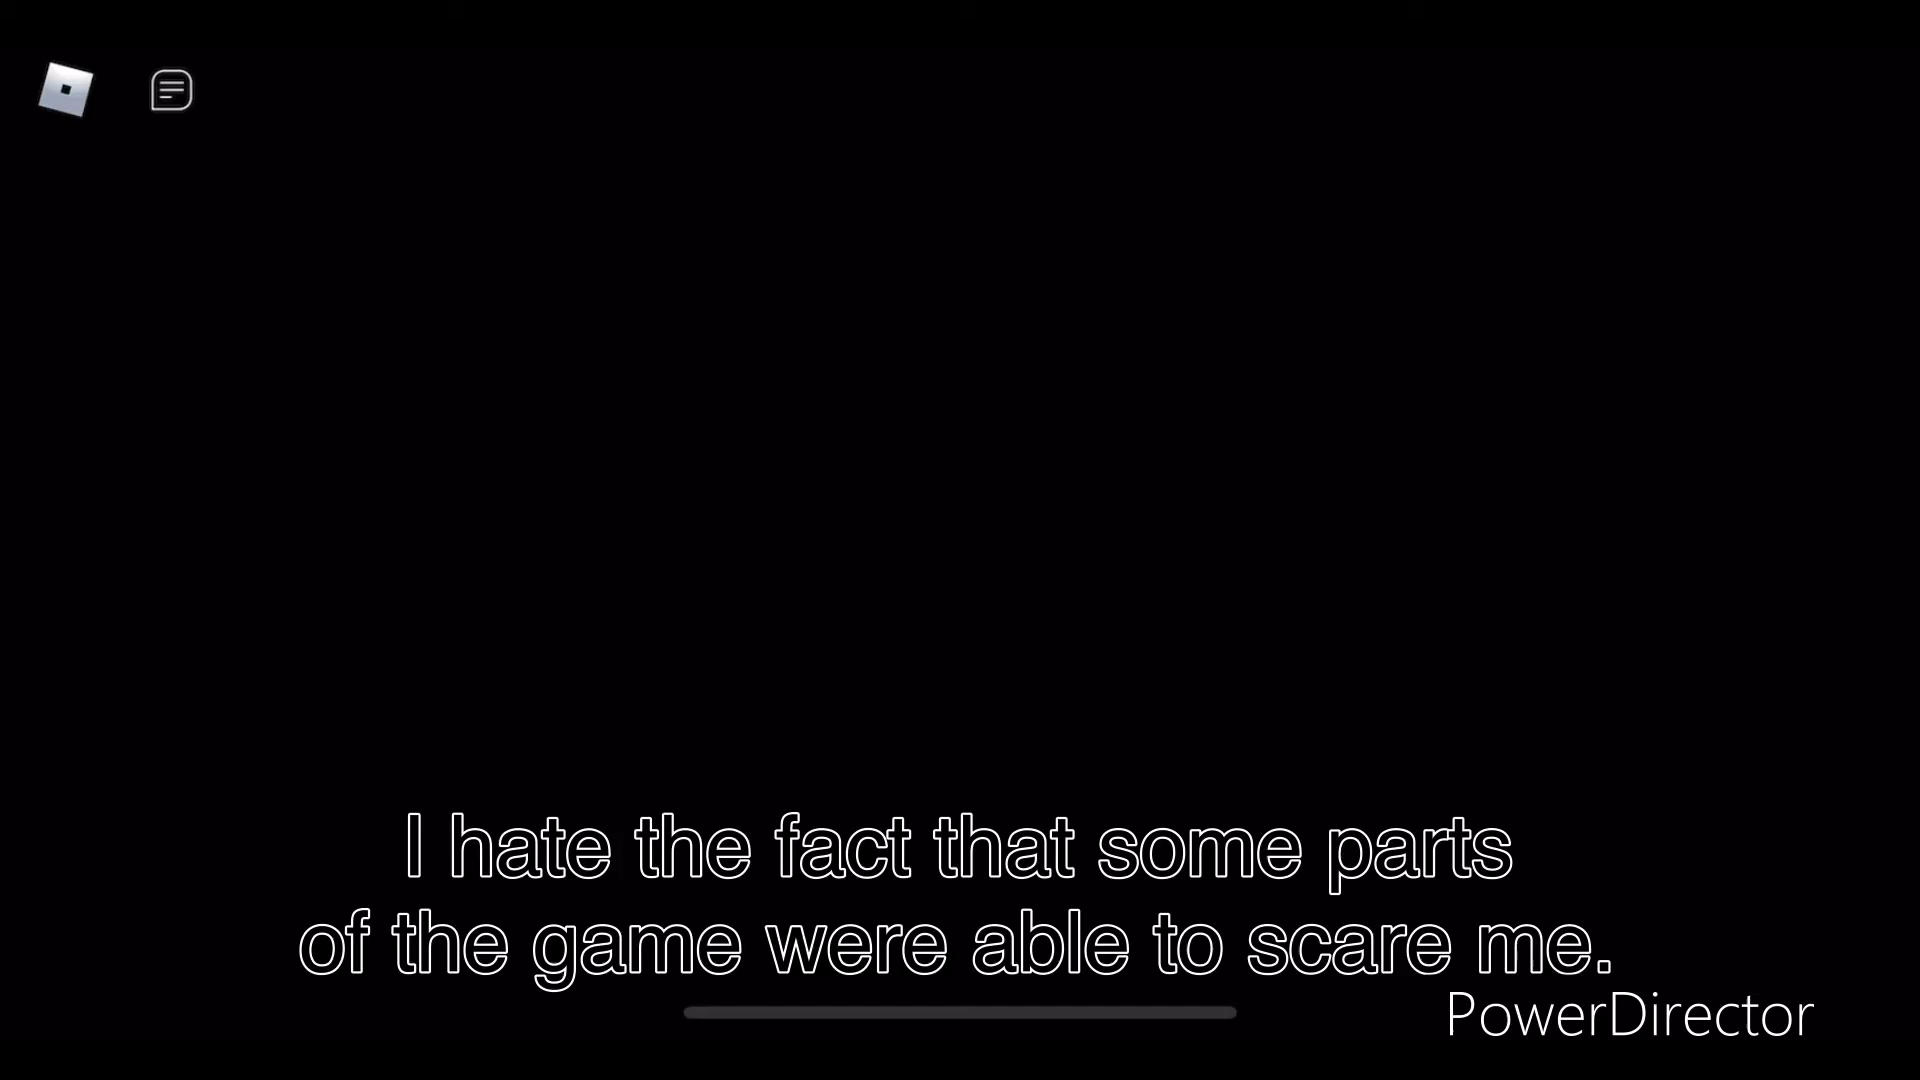 I hate the fact that some parts
of the game were able to scare me.
PowerDirector